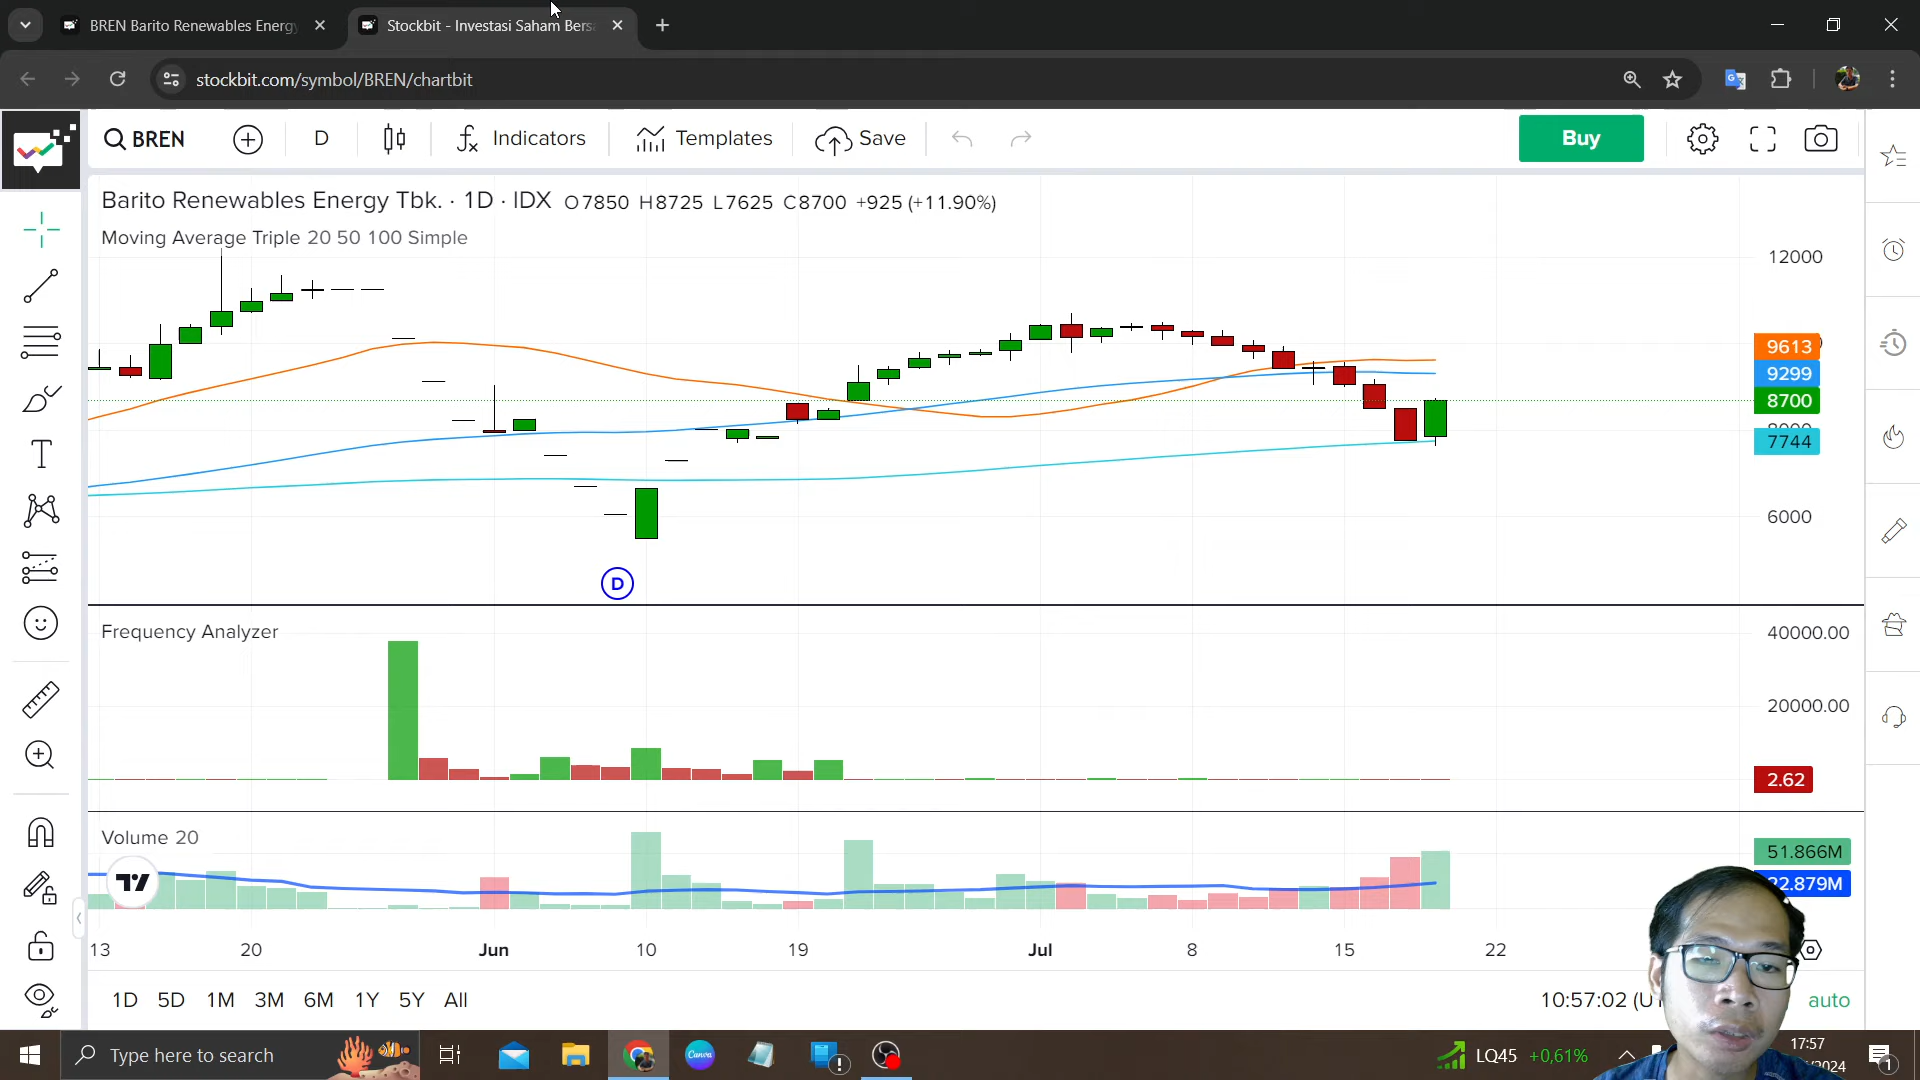 BREN Barito Renewables Energ
Stockbit - Investasi Saham Bers
stockbit.com/symbol/BREN/chartbit
BREN
D
Indicators
Templates
Save
Buy
Barito Renewables Energy Tbk. · 1D · IDX O7850 H8725 L7625 C8700 +925 (+11.90%)
Moving Average Triple 20 50 100 Simple
12000
9613
9299
8700
7744
6000
D
Frequency Analyzer
40000.00
20000.00
2.62
Volume 20
51.866M
22.879M
13 20 Jun 10 19 Jul 8 15 22
1D 5D 1M 3M 6M 1Y 5Y All
10:57:02 (UT
auto
Type here to search
Canva
LQ45 +0,61%
17:57
2024
1